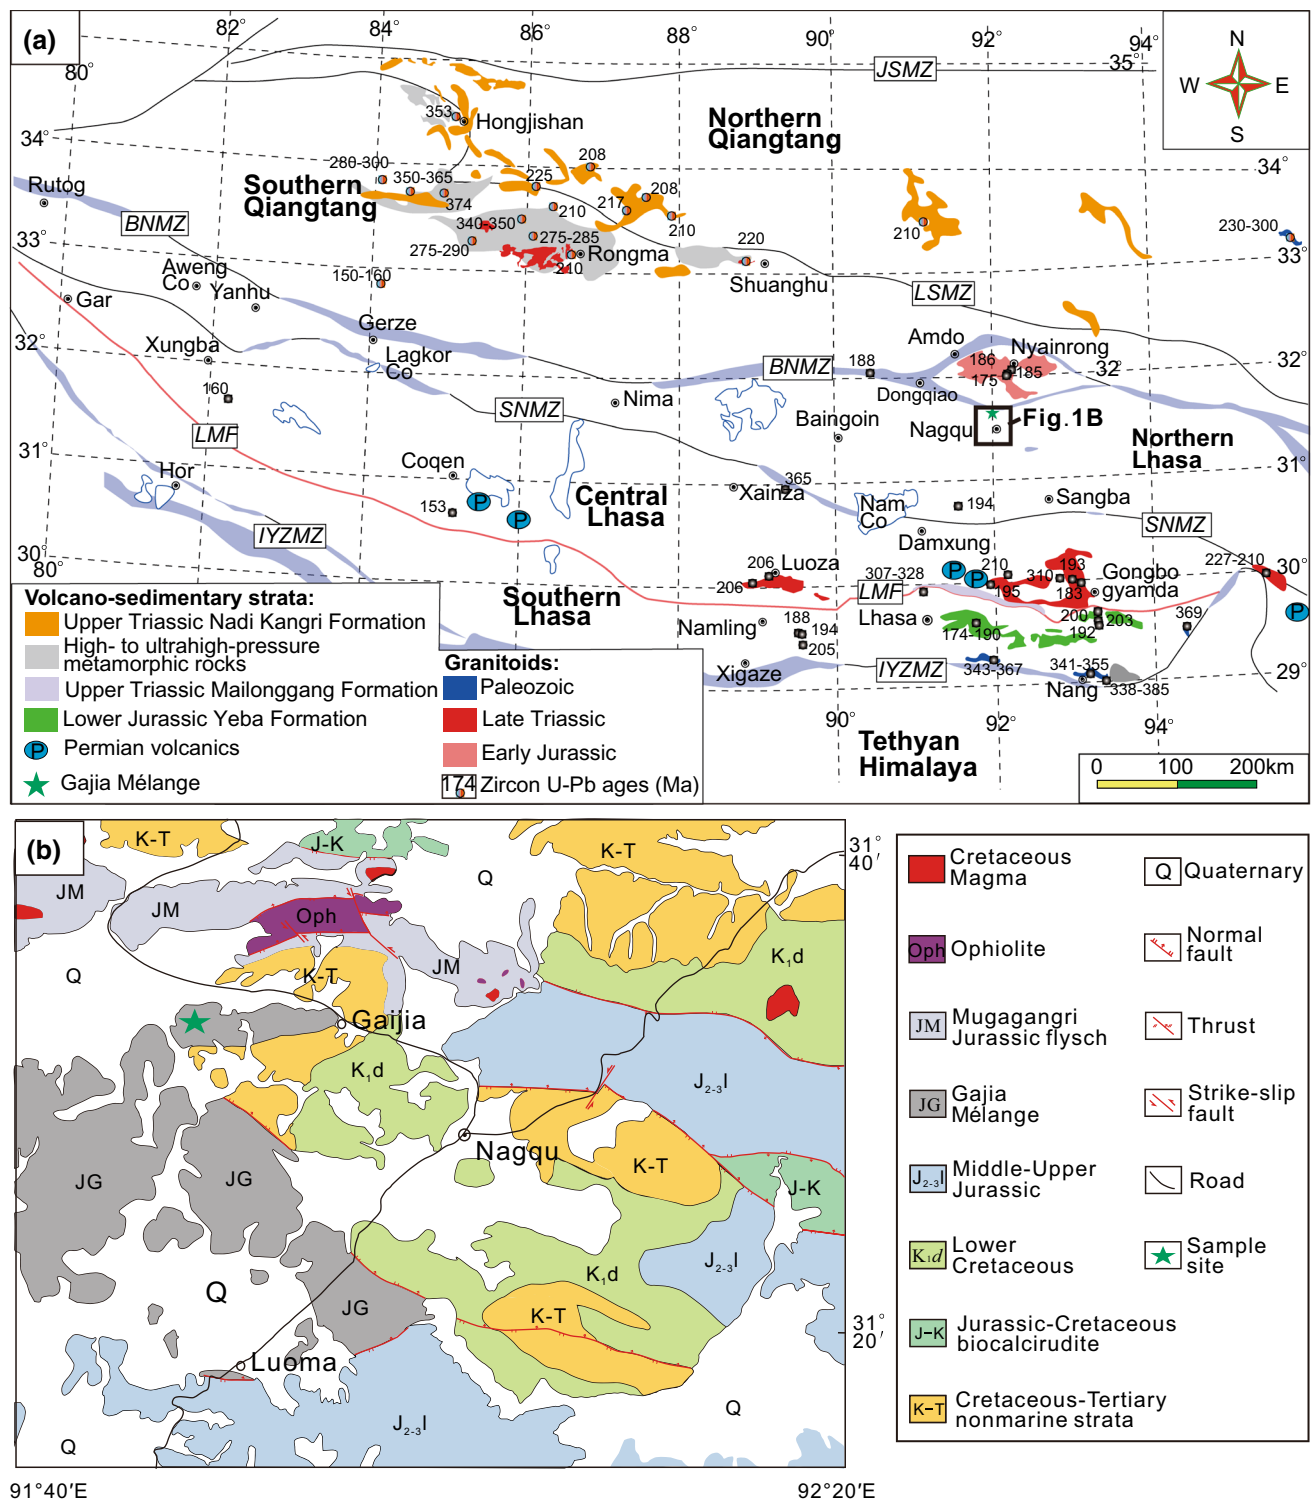 (a)
82°
84°
86°
88°
90°
92°
94°
N
W
E
S
80°
35°
JSMZ
353
Hongjishan
Northern
Qiangtang
34°
34°
280-300
208
Rutog
350-365
225
Southern
Qiangtang
374
208
217
210
BNMZ
340-350
210
210
230-300
33°
275-290
275-285
Rongma
220
33°
Aweng
Co
150-160
210
Shuanghu
Yanhu
Gar
LSMZ
Gerze
Amdo
Nyainrong
32°
Xungba
Lagkor
Co
BNMZ
188
186
185
32°
32°
175
160
Nima
Dongqiao
SNMZ
Baingoin
Nagqu
Fig.1B
LMF
31°
Northern
Lhasa
31°
Hor
Coqen
365
Xainza
Central
Lhasa
Nam
Co
194
Sangba
P
153
P
SNMZ
IYZMZ
Damxung
30°
80°
206
Luoza
307-328
P
P
210
310
193
Gongbo
gyamda
227-210
30°
206
LMF
195
183
P
Southern
Lhasa
Namling
188
194
205
Lhasa
174-190
200
203
192
369
Xigaze
IYZMZ
343-367
341-355
29°
Nang
338-385
90°
92°
94°
Tethyan
Himalaya
0
100
200km
Volcano-sedimentary strata:
Upper Triassic Nadi Kangri Formation
High- to ultrahigh-pressure
metamorphic rocks
Upper Triassic Mailonggang Formation
Lower Jurassic Yeba Formation
P
Permian volcanics
Gajia Mélange
Granitoids:
Paleozoic
Late Triassic
Early Jurassic
174
Zircon U-Pb ages (Ma)
(b)
K-T
J-K
K-T
31°
40′
JM
JM
Q
Oph
Q
K-T
JM
K₁d
Gaijia
K₁d
J₂₋₃l
Nagqu
JG
JG
K-T
J-K
Q
K₁d
J₂₋₃l
JG
K-T
31°
20′
Luoma
J₂₋₃l
Q
Q
91°40′E
92°20′E
Cretaceous
Magma
Oph
Ophiolite
JM
Mugagangri
Jurassic flysch
JG
Gajia
Mélange
J₂₋₃l
Middle-Upper
Jurassic
K₁d
Lower
Cretaceous
J-K
Jurassic-Cretaceous
biocalcirudite
K-T
Cretaceous-Tertiary
nonmarine strata
Q
Quaternary
Normal
fault
Thrust
Strike-slip
fault
Road
Sample
site